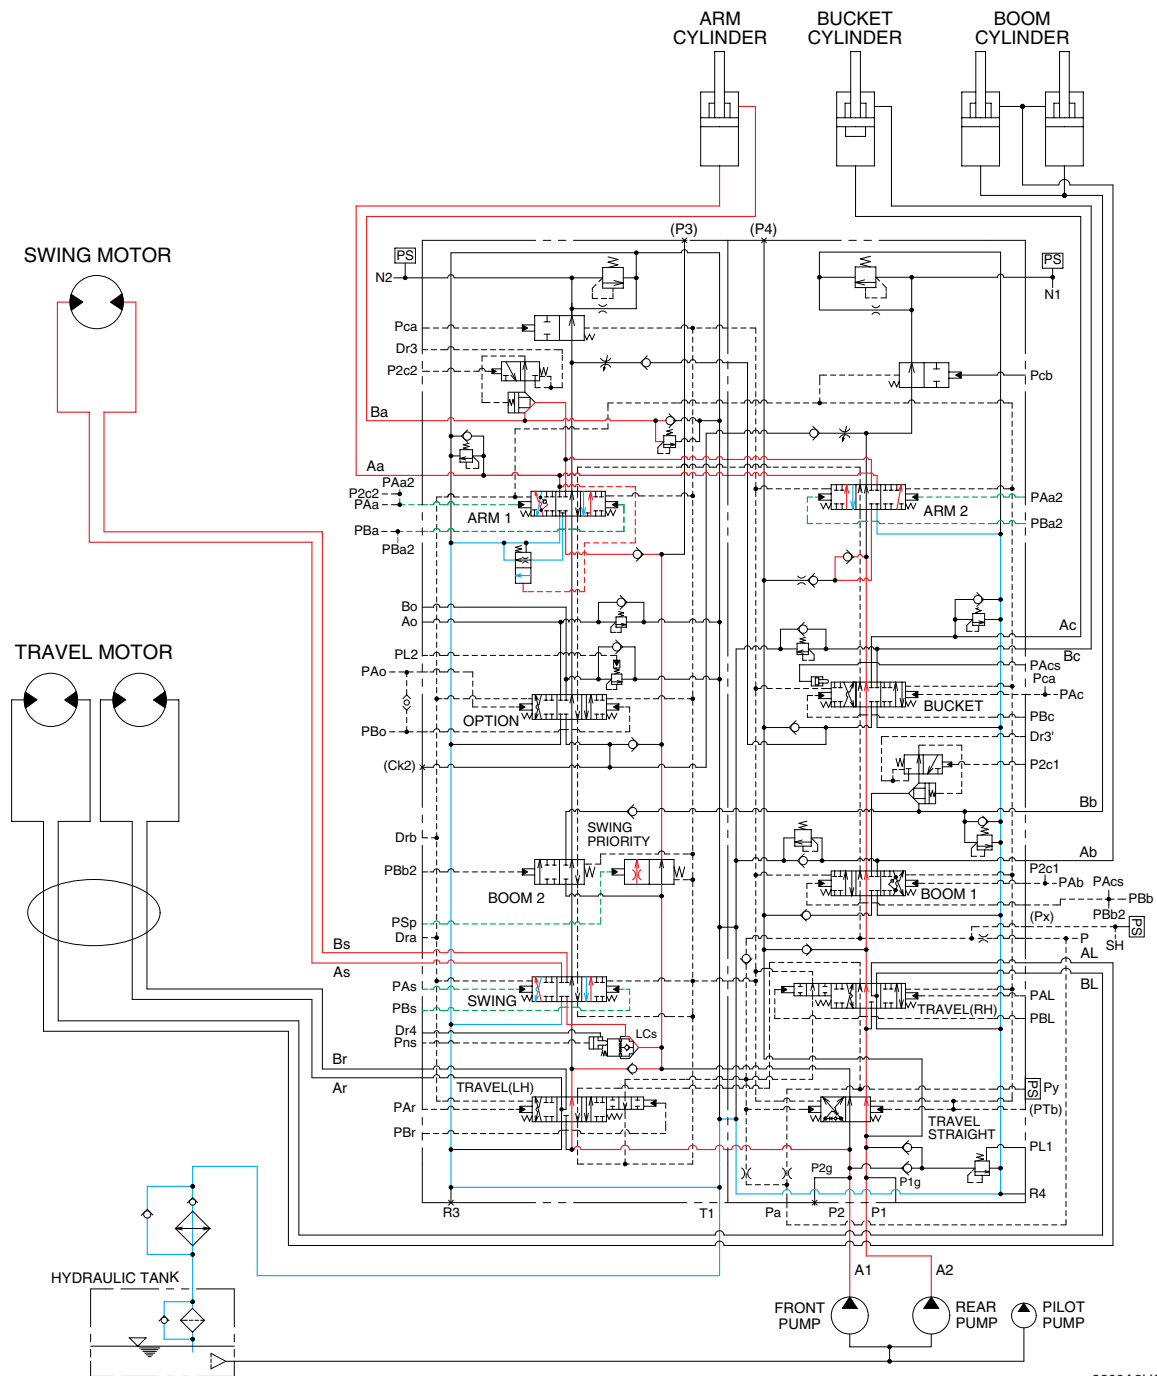 ARM
CYLINDER
BUCKET
CYLINDER
BOOM
CYLINDER
(P3)
(P4)
SWING MOTOR
PS
N2
PS
N1
Pca
Dr3
P2c2
Pcb
Ba
Aa
PAa2
P2c2
PAa
ARM 1
PBa
PBa2
ARM 2
PAa2
PBa2
Bo
Ao
PL2
PAo
OPTION
PBo
(Ck2)
Ac
Bc
PAcs
Pca
PAc
BUCKET
PBc
Dr3'
P2c1
TRAVEL MOTOR
Bb
SWING
PRIORITY
Drb
PBb2
BOOM 2
Ab
P2c1
PAb
PAcs
PBb
BOOM 1
PBb2
PS
PSp
Dra
(Px)
P
SH
Bs
As
AL
BL
PAs
SWING
PBs
PAL
TRAVEL(RH)
PBL
Dr4
Pns
LCs
Br
Ar
TRAVEL(LH)
PS
Py
PAr
(PTb)
TRAVEL
STRAIGHT
PBr
PL1
P2g
P1g
R4
R3
T1
Pa
P2
P1
HYDRAULIC TANK
A1
A2
FRONT
PUMP
REAR
PUMP
PILOT
PUMP